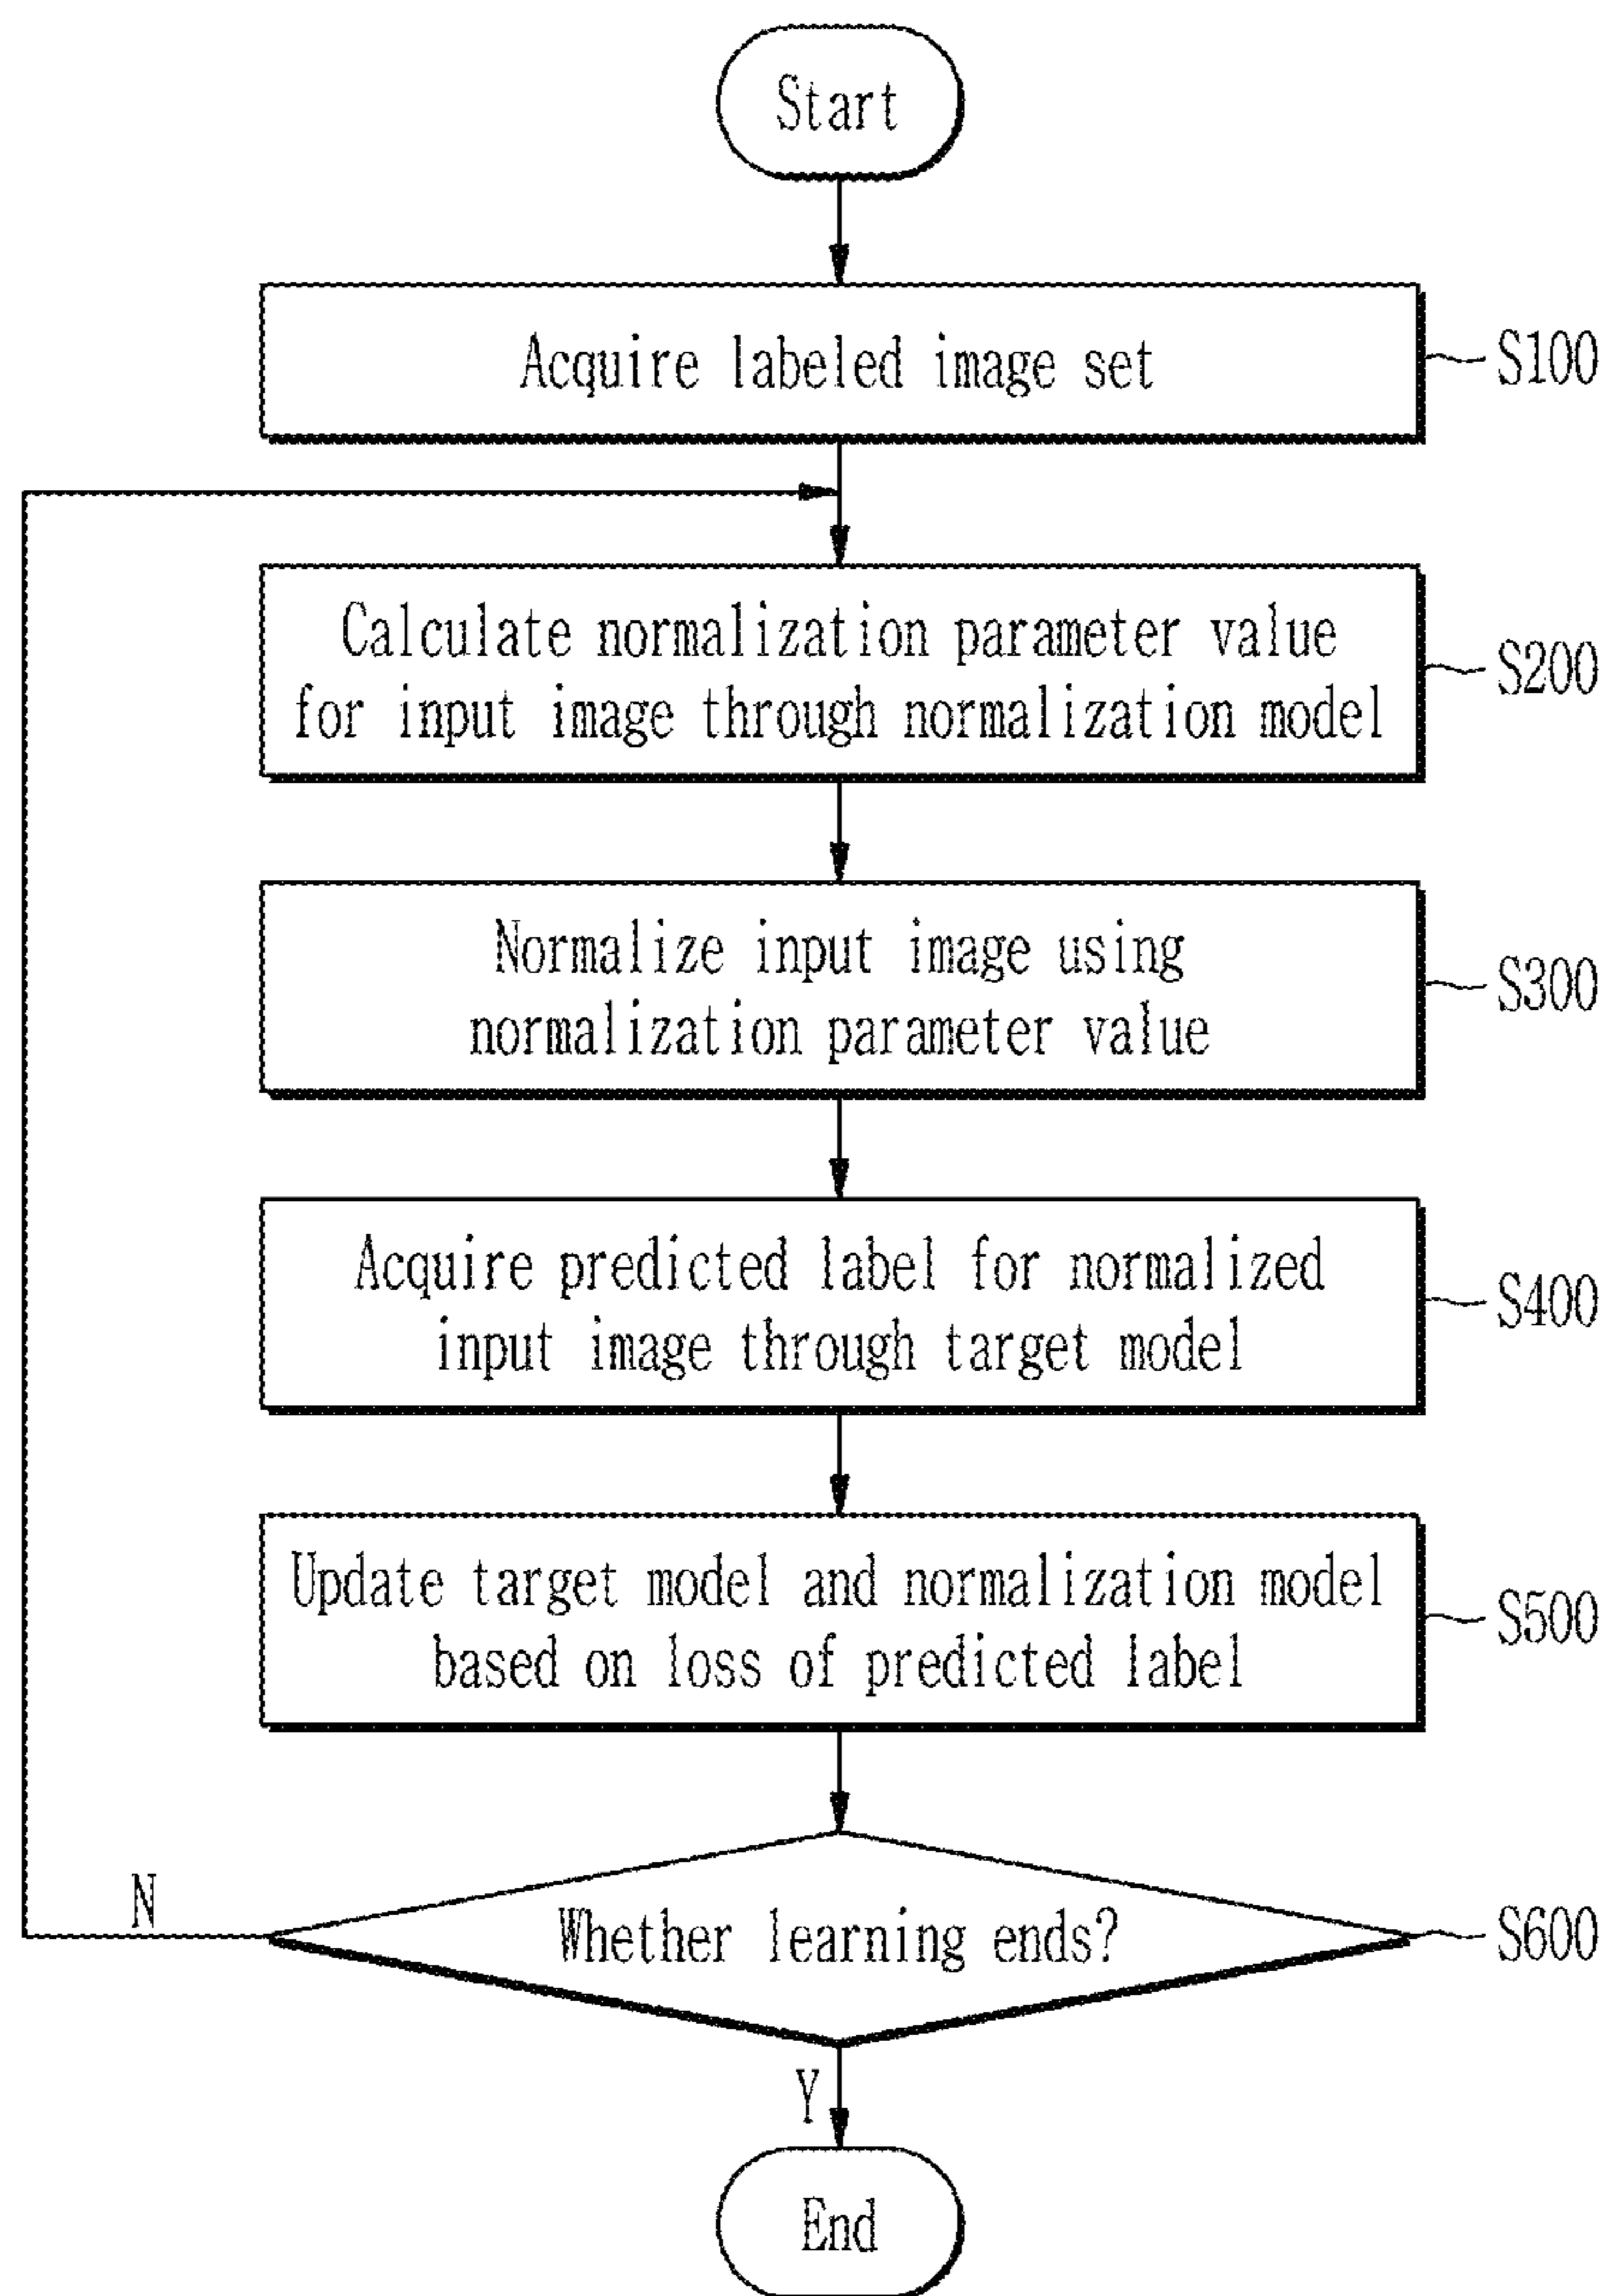 Start
Acquire labeled image set
S100
Calculate normalization parameter value
for input image through normalization model
S200
Normalize input image using
normalization parameter value
S300
Acquire predicted label for normalized
input image through target model
S400
Update target model and normalization model
based on loss of predicted label
S500
N
Whether learning ends?
S600
Y
End